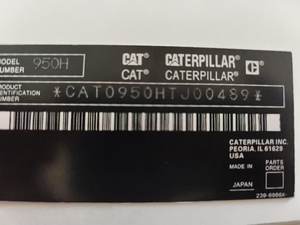 MODEL NUMBER 950H CAT CATERPILLAR
CAT CATERPILLAR
PRODUCT IDENTIFICATION NUMBER *CAT0950HTJ00489*
CATERPILLAR INC.
PEORIA, IL 61629
USA
MADE IN PARTS ORDER
JAPAN